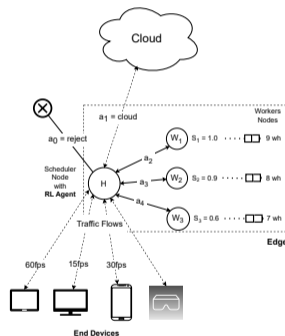 Cloud
a1 = cloud
Workers
Nodes
a0 = reject
W1
S1 = 1.0
9 wh
a2
Scheduler
Node
with
RL Agent
H
a3
W2
S2 = 0.9
8 wh
a4
W3
S3 = 0.6
7 wh
Traffic Flows
Edge
60fps
15fps
30fps
End Devices